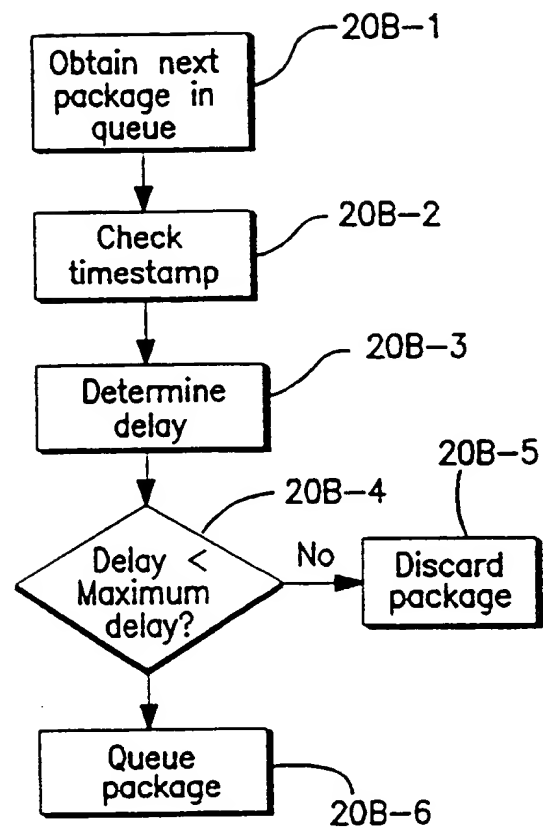 20B-1
Obtain next
package in
queue
20B-2
Check
timestamp
20B-3
Determine
delay
20B-5
20B-4
Delay <
Maximum
delay?
No
Discard
package
Queue
package
20B-6